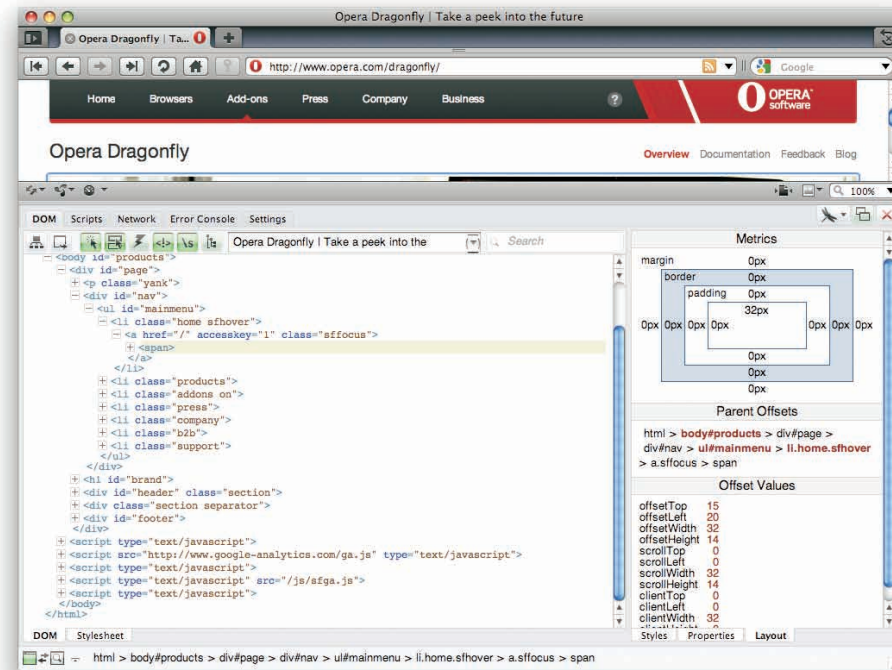 Opera Dragonfly | Take a peek into the future
Opera Dragonfly | Ta...
http://www.opera.com/dragonfly/
Google
Home Browsers Add-ons Press Company Business ?
OPERA
software
Opera Dragonfly
Overview Documentation Feedback Blog
100%
DOM Scripts Network Error Console Settings
<!> \s Opera Dragonfly | Take a peek into the Search
<body id="products">
<div id="page">
<p class="yank">
<div id="nav">
<ul id="mainmenu">
<li class="home sfhover">
<a href="/" accesskey="1" class="sffocus">
<span>
</a>
</li>
<li class="products">
<li class="addons on">
<li class="press">
<li class="company">
<li class="b2b">
<li class="support">
</ul>
</div>
<h1 id="brand">
<div id="header" class="section">
<div class="section separator">
<div id="footer">
</div>
<script type="text/javascript">
<script src="http://www.google-analytics.com/ga.js" type="text/javascript">
<script type="text/javascript">
<script type="text/javascript" src="/js/sfga.js">
<script type="text/javascript">
</body>
</html>
DOM Stylesheet
Metrics
margin 0px
border 0px
padding 0px
32px
0px 0px 0px 0px 0px 0px 0px
0px
0px
0px
Parent Offsets
html > body#products > div#page >
div#nav > ul#mainmenu > li.home.sfhover
> a.sffocus > span
Offset Values
offsetTop 15
offsetLeft 20
offsetWidth 32
offsetHeight 14
scrollTop 0
scrollLeft 0
scrollWidth 32
scrollHeight 14
clientTop 0
clientLeft 0
clientWidth 32
Styles Properties Layout
html > body#products > div#page > div#nav > ul#mainmenu > li.home.sfhover > a.sffocus > span